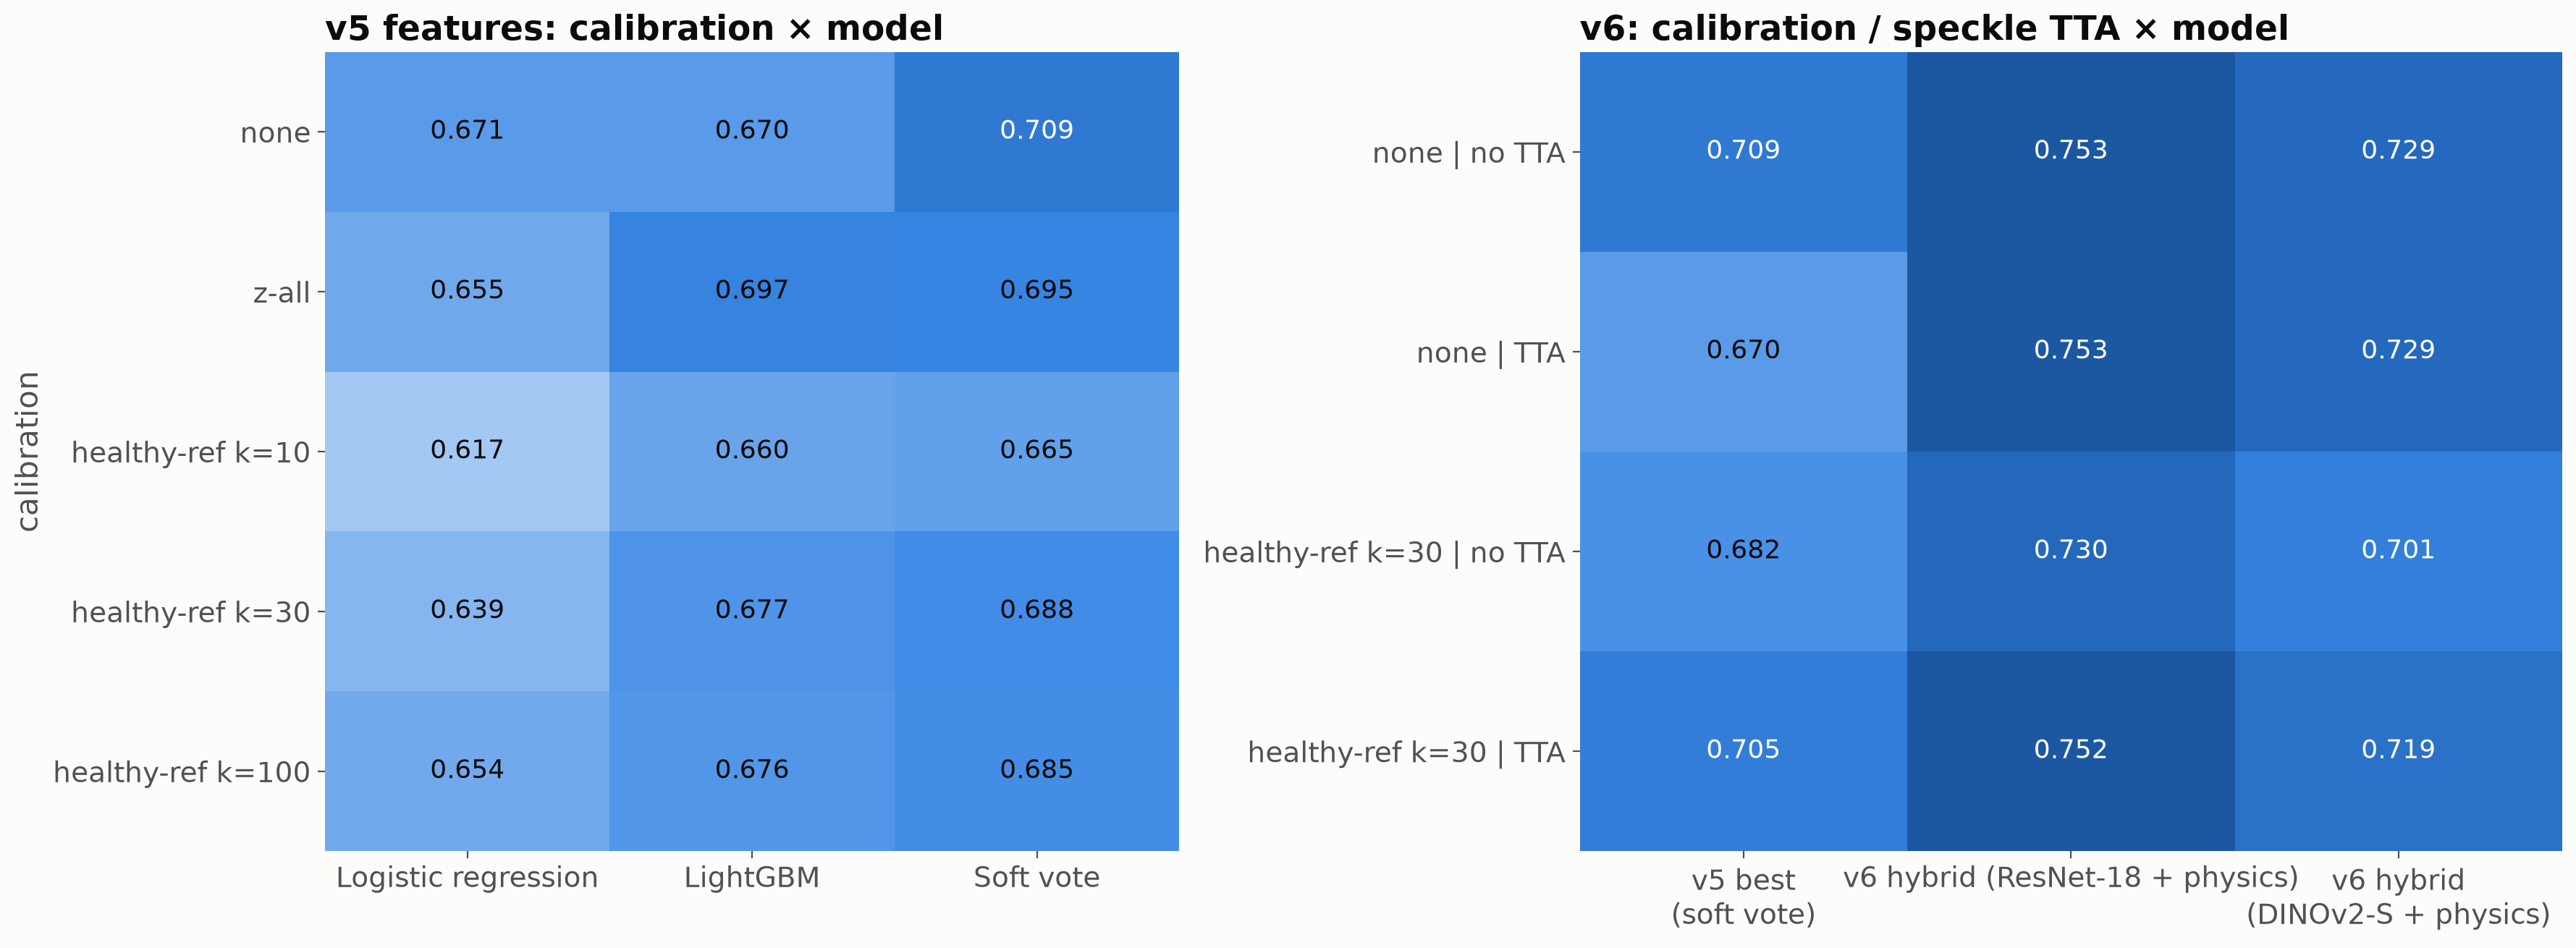 v5 features: calibration × model
calibration
none
0.671 0.670 0.709
z-all
0.655 0.697 0.695
healthy-ref k=10
0.617 0.660 0.665
healthy-ref k=30
0.639 0.677 0.688
healthy-ref k=100
0.654 0.676 0.685
Logistic regression
LightGBM
Soft vote
v6: calibration / speckle TTA × model
none | no TTA
0.709 0.753 0.729
none | TTA
0.670 0.753 0.729
healthy-ref k=30 | no TTA
0.682 0.730 0.701
healthy-ref k=30 | TTA
0.705 0.752 0.719
v5 best
(soft vote)
v6 hybrid (ResNet-18 + physics)
v6 hybrid
(DINOv2-S + physics)